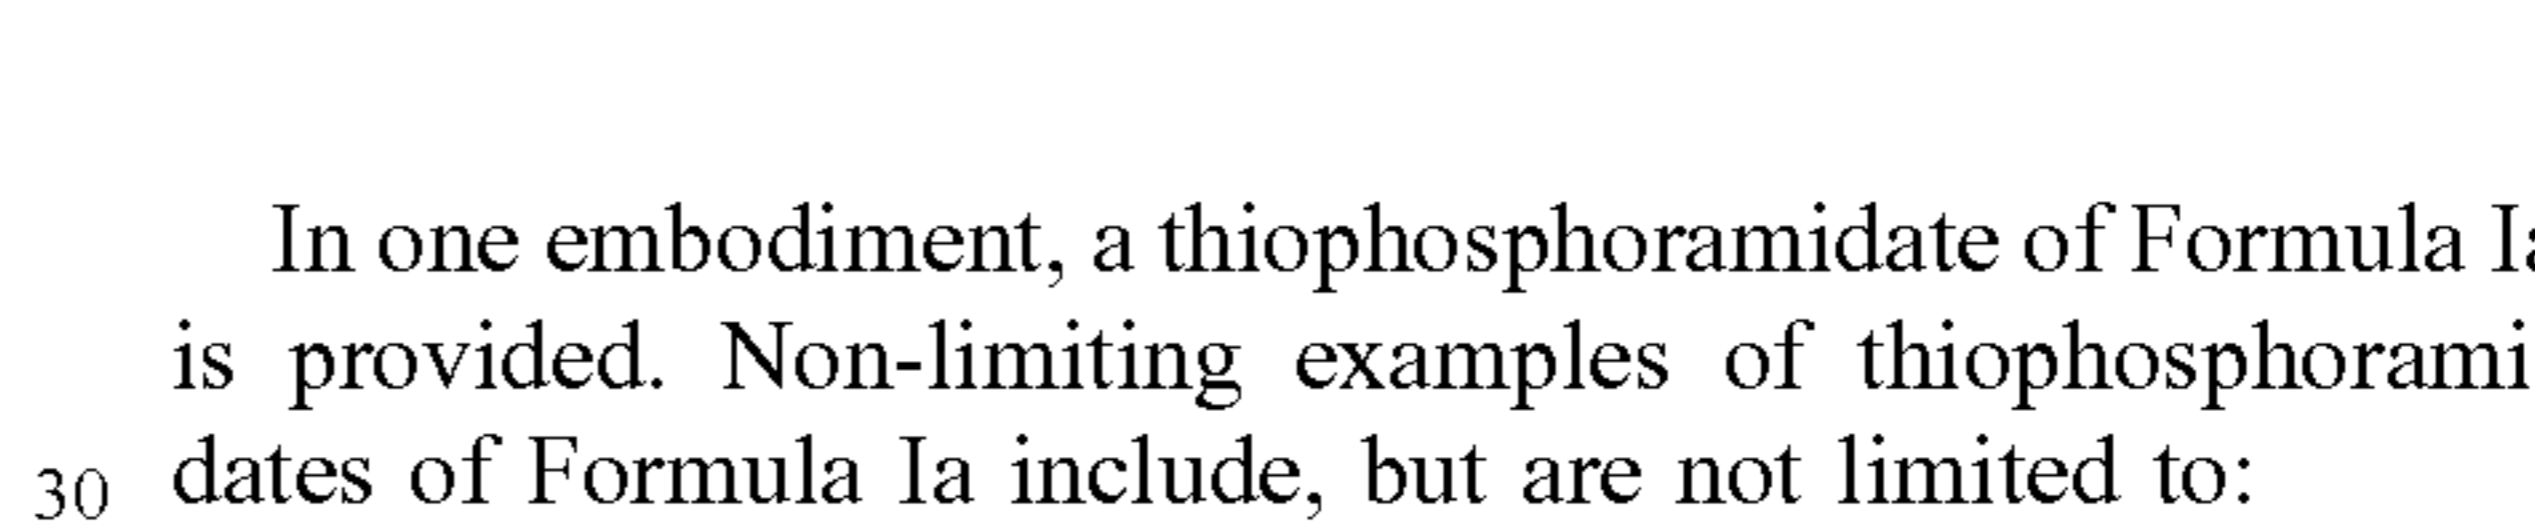 In one embodiment, a thiophosphoramidate of Formula Ia
is provided. Non-limiting examples of thiophosphorami
30 dates of Formula Ia include, but are not limited to: